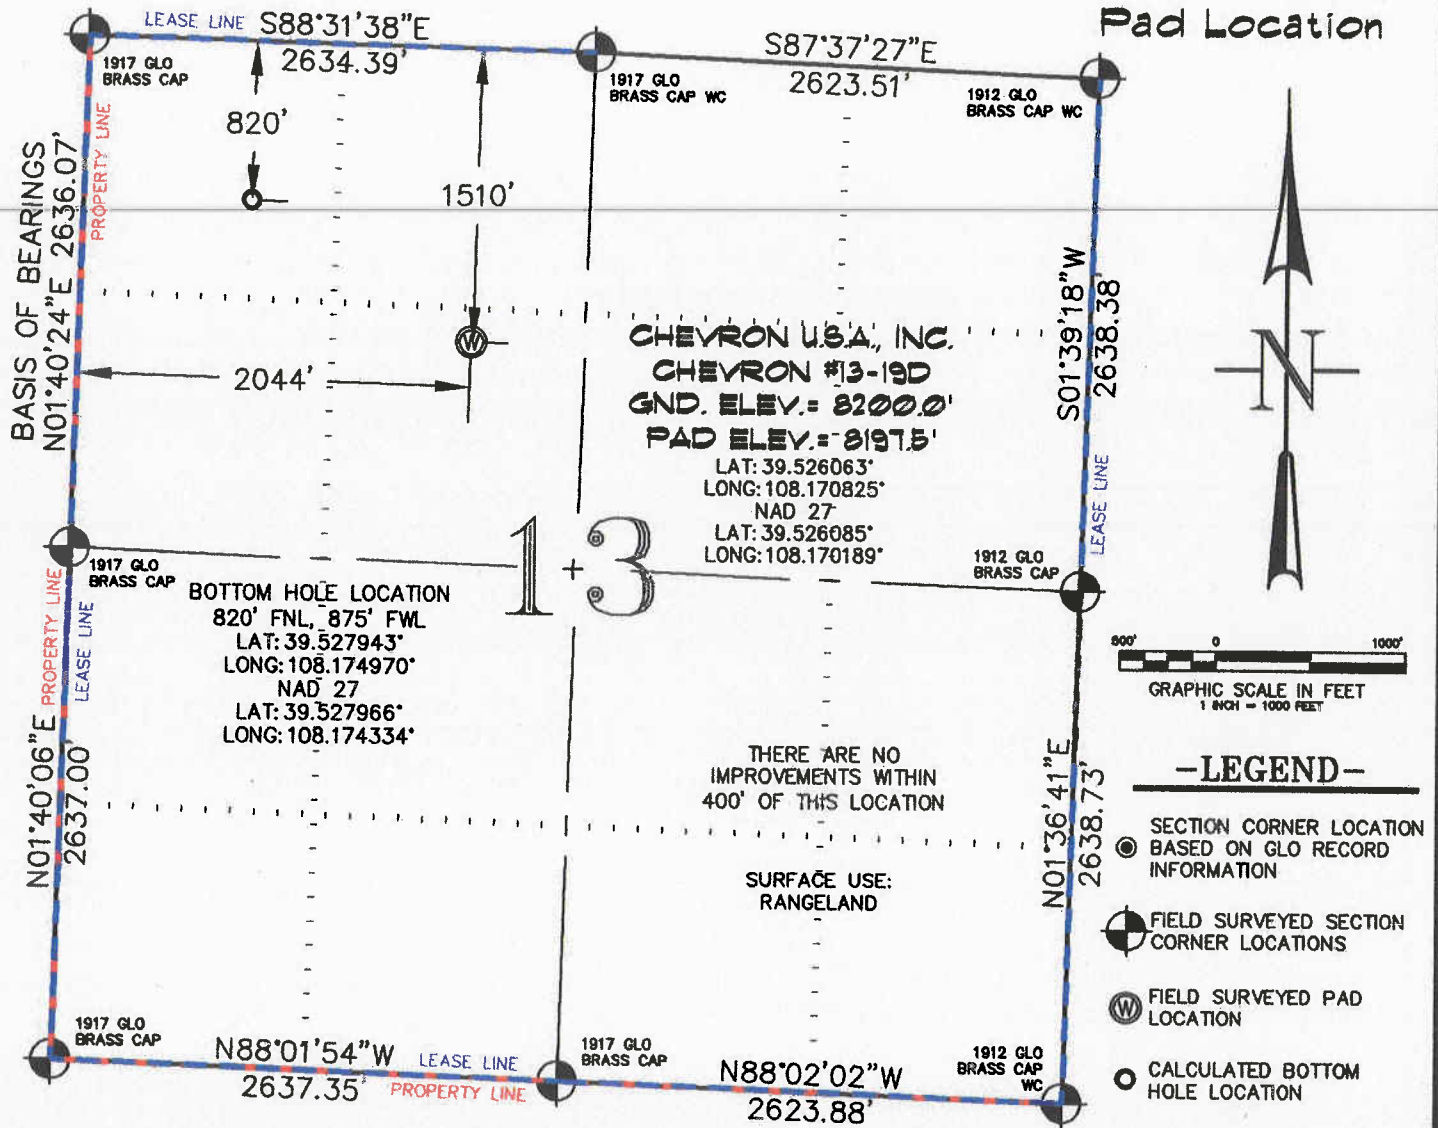 Pad Location
LEASE LINE
S88°31'38"E
2634.39'
S87°37'27"E
2623.51'
1917 GLO
BRASS CAP
1917 GLO
BRASS CAP WC
1912 GLO
BRASS CAP WC
820'
1510'
2044'
BASIS OF BEARINGS
N01°40'24"E 2636.07'
PROPERTY LINE
CHEVRON U.S.A., INC.
CHEVRON #13-19D
GND. ELEV.= 8200.0'
PAD ELEV.= 8197.5'
LAT: 39.526063°
LONG: 108.170825°
NAD 27
LAT: 39.526085°
LONG: 108.170189°
S01°39'18"W
2638.38'
LEASE LINE
N
1917 GLO
BRASS CAP
13
1912 GLO
BRASS CAP
BOTTOM HOLE LOCATION
820' FNL, 875' FWL
LAT: 39.527943°
LONG: 108.174970°
NAD 27
LAT: 39.527966°
LONG: 108.174334°
PROPERTY LINE
LEASE LINE
N01°40'06"E
2637.00'
THERE ARE NO
IMPROVEMENTS WITHIN
400' OF THIS LOCATION
SURFACE USE:
RANGELAND
N01°36'41"E
2638.73'
0 1000'
GRAPHIC SCALE IN FEET
1 INCH = 1000 FEET
-LEGEND-
SECTION CORNER LOCATION
BASED ON GLO RECORD
INFORMATION
FIELD SURVEYED SECTION
CORNER LOCATIONS
W
FIELD SURVEYED PAD
LOCATION
CALCULATED BOTTOM
HOLE LOCATION
W
1917 GLO
BRASS CAP
N88°01'54"W
2637.35'
LEASE LINE
PROPERTY LINE
1917 GLO
BRASS CAP
N88°02'02"W
2623.88'
1912 GLO
BRASS CAP
WC